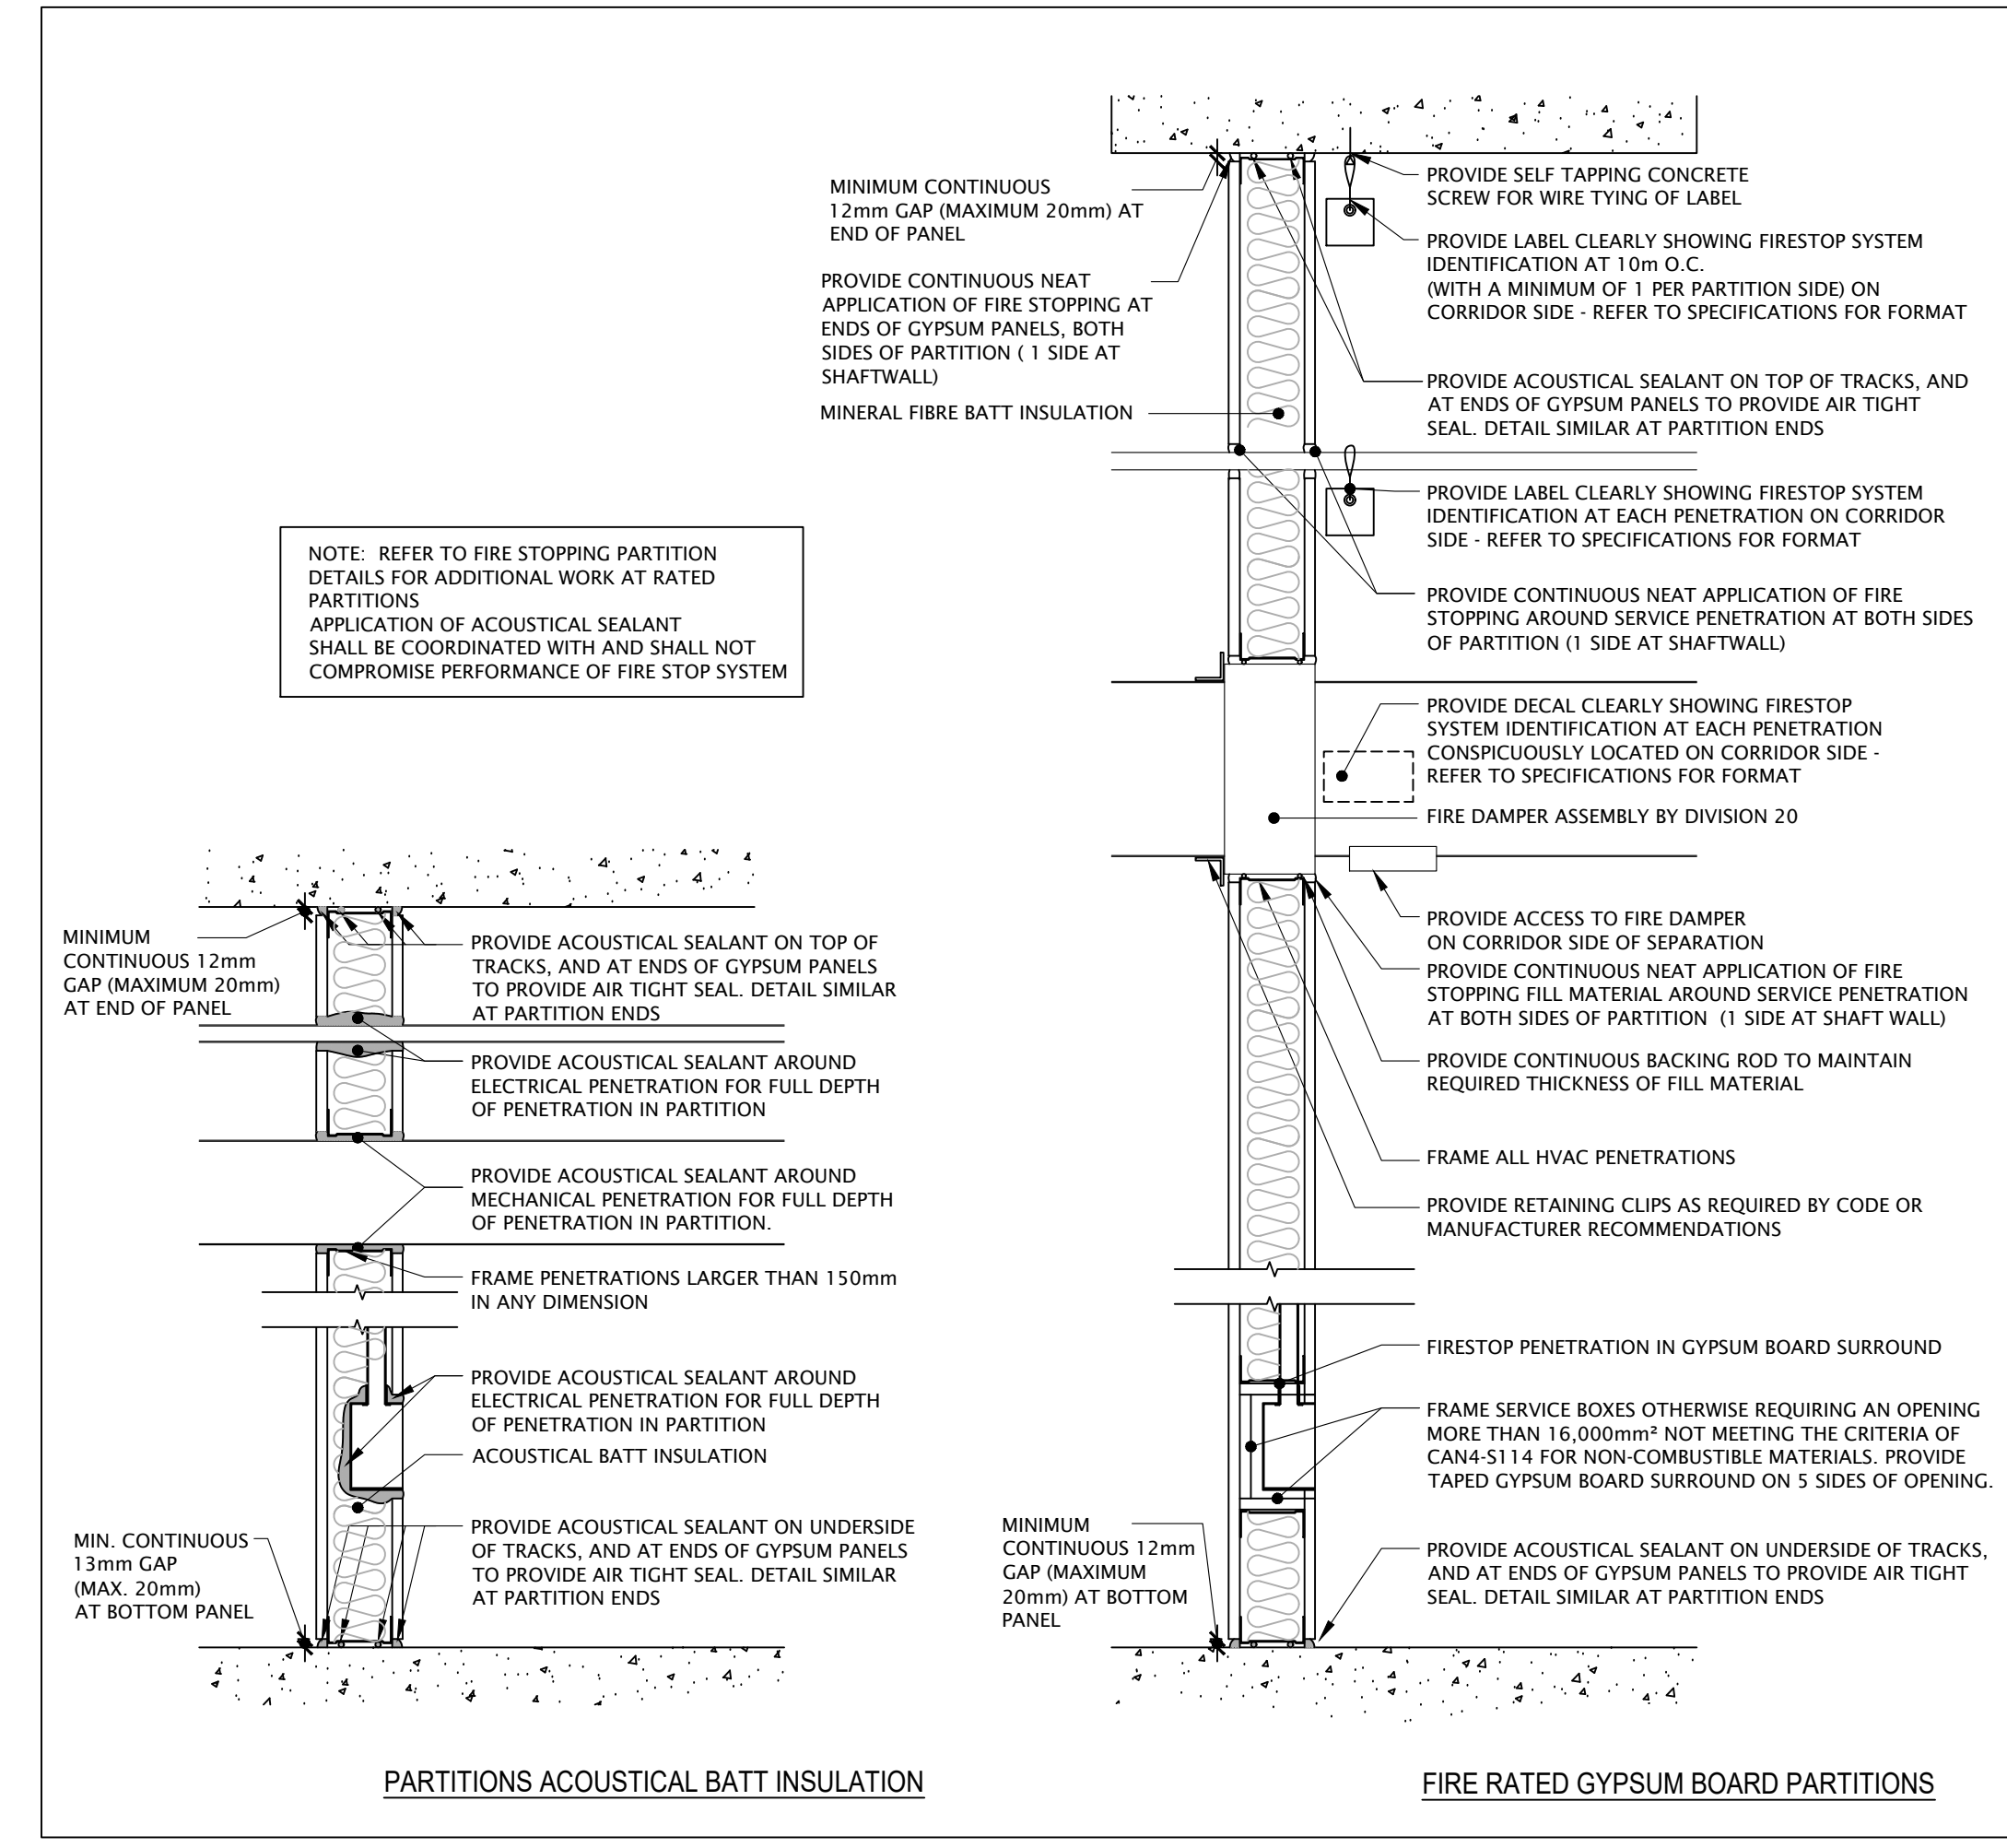 MINIMUM CONTINUOUS
12mm GAP (MAXIMUM 20mm) AT
END OF PANEL
PROVIDE CONTINUOUS NEAT
APPLICATION OF FIRE STOPPING AT
ENDS OF GYPSUM PANELS, BOTH
SIDES OF PARTITION ( 1 SIDE AT
SHAFTWALL)
MINERAL FIBRE BATT INSULATION
PROVIDE SELF TAPPING CONCRETE
SCREW FOR WIRE TYING OF LABEL
PROVIDE LABEL CLEARLY SHOWING FIRESTOP SYSTEM
IDENTIFICATION AT 10m O.C.
(WITH A MINIMUM OF 1 PER PARTITION SIDE) ON
CORRIDOR SIDE - REFER TO SPECIFICATIONS FOR FORMAT
PROVIDE ACOUSTICAL SEALANT ON TOP OF TRACKS, AND
AT ENDS OF GYPSUM PANELS TO PROVIDE AIR TIGHT
SEAL. DETAIL SIMILAR AT PARTITION ENDS
PROVIDE LABEL CLEARLY SHOWING FIRESTOP SYSTEM
IDENTIFICATION AT EACH PENETRATION ON CORRIDOR
SIDE - REFER TO SPECIFICATIONS FOR FORMAT
PROVIDE CONTINUOUS NEAT APPLICATION OF FIRE
STOPPING AROUND SERVICE PENETRATION AT BOTH SIDES
OF PARTITION (1 SIDE AT SHAFTWALL)
PROVIDE DECAL CLEARLY SHOWING FIRESTOP
SYSTEM IDENTIFICATION AT EACH PENETRATION
CONSPICUOUSLY LOCATED ON CORRIDOR SIDE -
REFER TO SPECIFICATIONS FOR FORMAT
FIRE DAMPER ASSEMBLY BY DIVISION 20
PROVIDE ACCESS TO FIRE DAMPER
ON CORRIDOR SIDE OF SEPARATION
PROVIDE CONTINUOUS NEAT APPLICATION OF FIRE
STOPPING FILL MATERIAL AROUND SERVICE PENETRATION
AT BOTH SIDES OF PARTITION (1 SIDE AT SHAFT WALL)
PROVIDE CONTINUOUS BACKING ROD TO MAINTAIN
REQUIRED THICKNESS OF FILL MATERIAL
FRAME ALL HVAC PENETRATIONS
PROVIDE RETAINING CLIPS AS REQUIRED BY CODE OR
MANUFACTURER RECOMMENDATIONS
FIRESTOP PENETRATION IN GYPSUM BOARD SURROUND
FRAME SERVICE BOXES OTHERWISE REQUIRING AN OPENING
MORE THAN 16,000mm² NOT MEETING THE CRITERIA OF
CAN4-S114 FOR NON-COMBUSTIBLE MATERIALS. PROVIDE
TAPED GYPSUM BOARD SURROUND ON 5 SIDES OF OPENING.
MINIMUM
CONTINUOUS 12mm
GAP (MAXIMUM
20mm) AT BOTTOM
PANEL
PROVIDE ACOUSTICAL SEALANT ON UNDERSIDE OF TRACKS,
AND AT ENDS OF GYPSUM PANELS TO PROVIDE AIR TIGHT
SEAL. DETAIL SIMILAR AT PARTITION ENDS
FIRE RATED GYPSUM BOARD PARTITIONS
NOTE: REFER TO FIRE STOPPING PARTITION
DETAILS FOR ADDITIONAL WORK AT RATED
PARTITIONS
APPLICATION OF ACOUSTICAL SEALANT
SHALL BE COORDINATED WITH AND SHALL NOT
COMPROMISE PERFORMANCE OF FIRE STOP SYSTEM
MINIMUM
CONTINUOUS 12mm
GAP (MAXIMUM 20mm)
AT END OF PANEL
PROVIDE ACOUSTICAL SEALANT ON TOP OF
TRACKS, AND AT ENDS OF GYPSUM PANELS
TO PROVIDE AIR TIGHT SEAL. DETAIL SIMILAR
AT PARTITION ENDS
PROVIDE ACOUSTICAL SEALANT AROUND
ELECTRICAL PENETRATION FOR FULL DEPTH
OF PENETRATION IN PARTITION
PROVIDE ACOUSTICAL SEALANT AROUND
MECHANICAL PENETRATION FOR FULL DEPTH
OF PENETRATION IN PARTITION.
FRAME PENETRATIONS LARGER THAN 150mm
IN ANY DIMENSION
PROVIDE ACOUSTICAL SEALANT AROUND
ELECTRICAL PENETRATION FOR FULL DEPTH
OF PENETRATION IN PARTITION
ACOUSTICAL BATT INSULATION
MIN. CONTINUOUS
13mm GAP
(MAX. 20mm)
AT BOTTOM PANEL
PROVIDE ACOUSTICAL SEALANT ON UNDERSIDE
OF TRACKS, AND AT ENDS OF GYPSUM PANELS
TO PROVIDE AIR TIGHT SEAL. DETAIL SIMILAR
AT PARTITION ENDS
PARTITIONS ACOUSTICAL BATT INSULATION